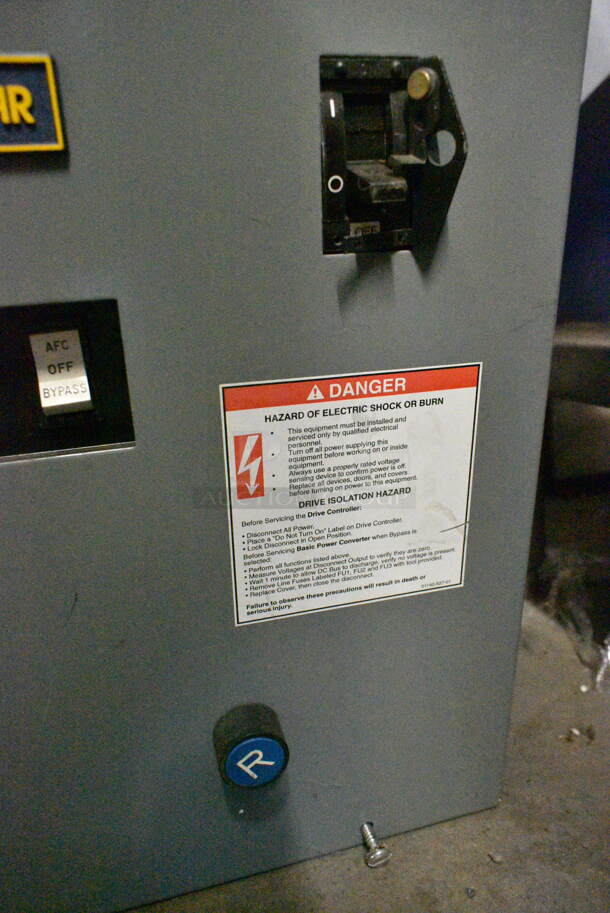 AFC
OFF
BYPASS
I
O
OFF
DANGER
HAZARD OF ELECTRIC SHOCK OR BURN
• This equipment must be installed and
serviced only by qualified electrical
personnel.
• Turn off all power supplying this
equipment before working on or inside
equipment.
• Always use a properly rated voltage
sensing device to confirm power is off.
• Replace all devices, doors, and covers
before turning on power to this equipment.
DRIVE ISOLATION HAZARD
Before Servicing the Drive Controller:
• Disconnect All Power.
• Place a "Do Not Turn On" Label on Drive Controller.
• Lock Disconnect in Open Position.
Before Servicing Basic Power Converter when Bypass is
selected:
• Perform all functions listed above.
• Measure Voltages at Disconnect Output to verify they are zero.
• Wait 1 minute to allow DC Bus to discharge, verify no voltage is present.
• Remove Line Fuses Labeled FU1, FU2 and FU3 with tool provided.
• Replace Cover, then close the disconnect.
Failure to observe these precautions will result in death or
serious injury.
R